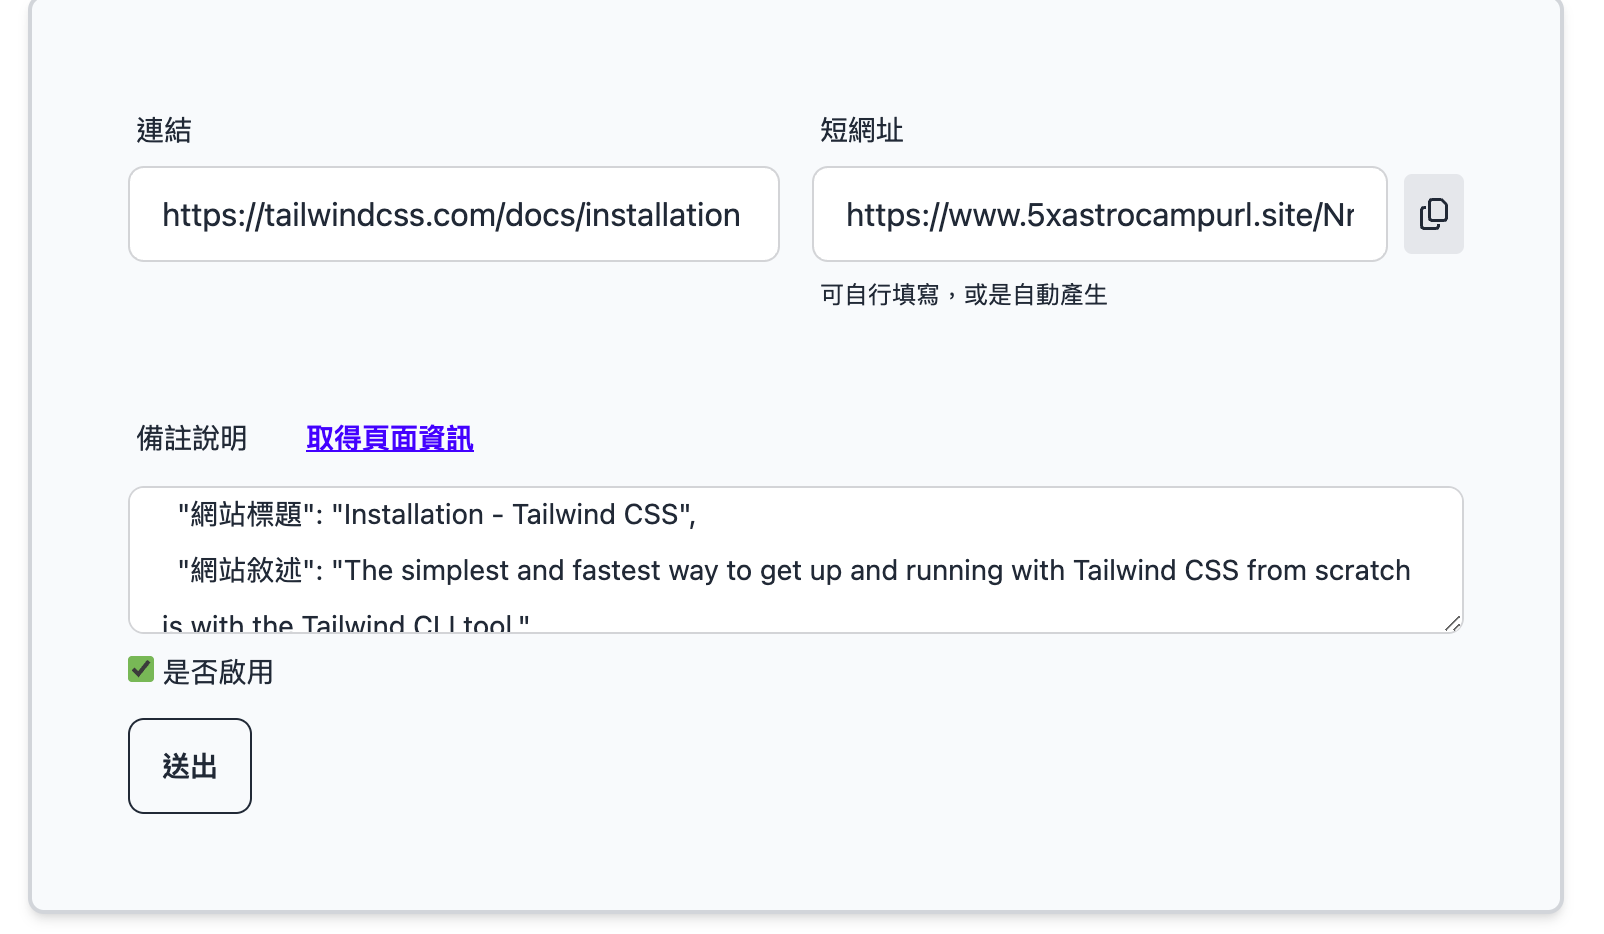 連結
短網址
https://tailwindcss.com/docs/installation
https://www.5xastrocampurl.site/Nr
可自行填寫，或是自動產生
備註說明 取得頁面資訊
"網站標題": "Installation - Tailwind CSS",
"網站敘述": "The simplest and fastest way to get up and running with Tailwind CSS from scratch
is with the Tailwind CLI tool."
是否啟用
送出